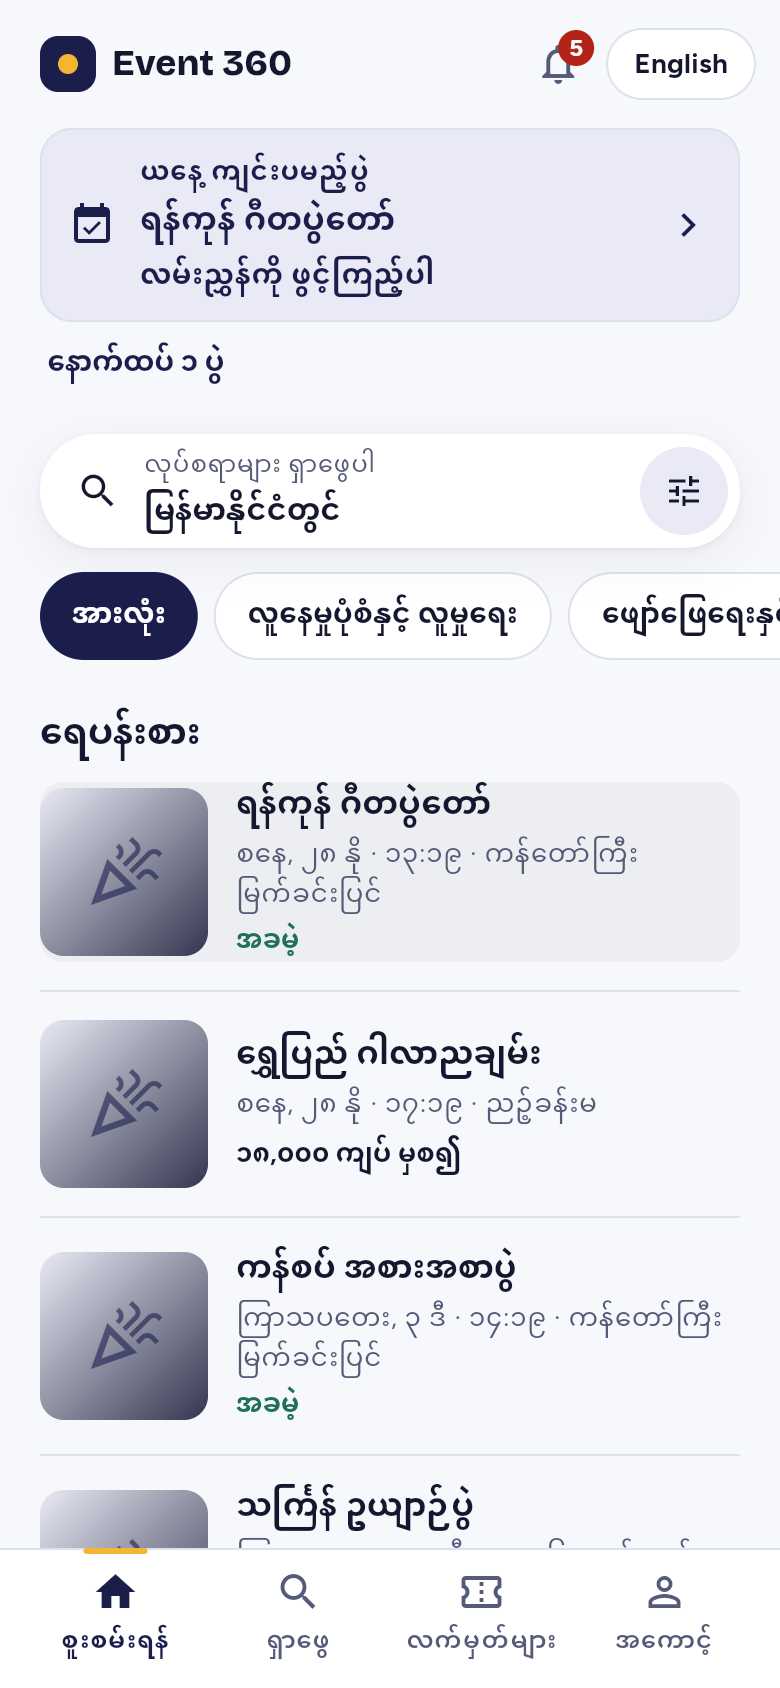 Event 360
5
English
ယနေ့ ကျင်းပမည့်ပွဲ
ရန်ကုန် ဂီတပွဲတော်
လမ်းညွှန်ကို ဖွင့်ကြည့်ပါ
နောက်ထပ် ၁ ပွဲ
လုပ်စရာများ ရှာဖွေပါ
မြန်မာနိုင်ငံတွင်
အားလုံး
လူနေမှုပုံစံနှင့် လူမှုရေး
ရေပန်းစား
ရန်ကုန် ဂီတပွဲတော်
စနေ, ၂၈ နို · ၁၃:၁၉ · ကန်တော်ကြီး
မြက်ခင်းပြင်
အခမဲ့
ရွှေပြည် ဂါလာညချမ်း
စနေ, ၂၈ နို · ၁၇:၁၉ · ညဉ့်ခန်းမ
၁၈,၀၀၀ ကျပ် မှစ၍
ကန်စပ် အစားအစာပွဲ
ကြာသပတေး, ၃ ဒီ · ၁၄:၁၉ · ကန်တော်ကြီး
မြက်ခင်းပြင်
အခမဲ့
သင်္ကြန် ဥယျာဉ်ပွဲ
စူးစမ်းရန်
ရှာဖွေ
လက်မှတ်များ
အကောင့်